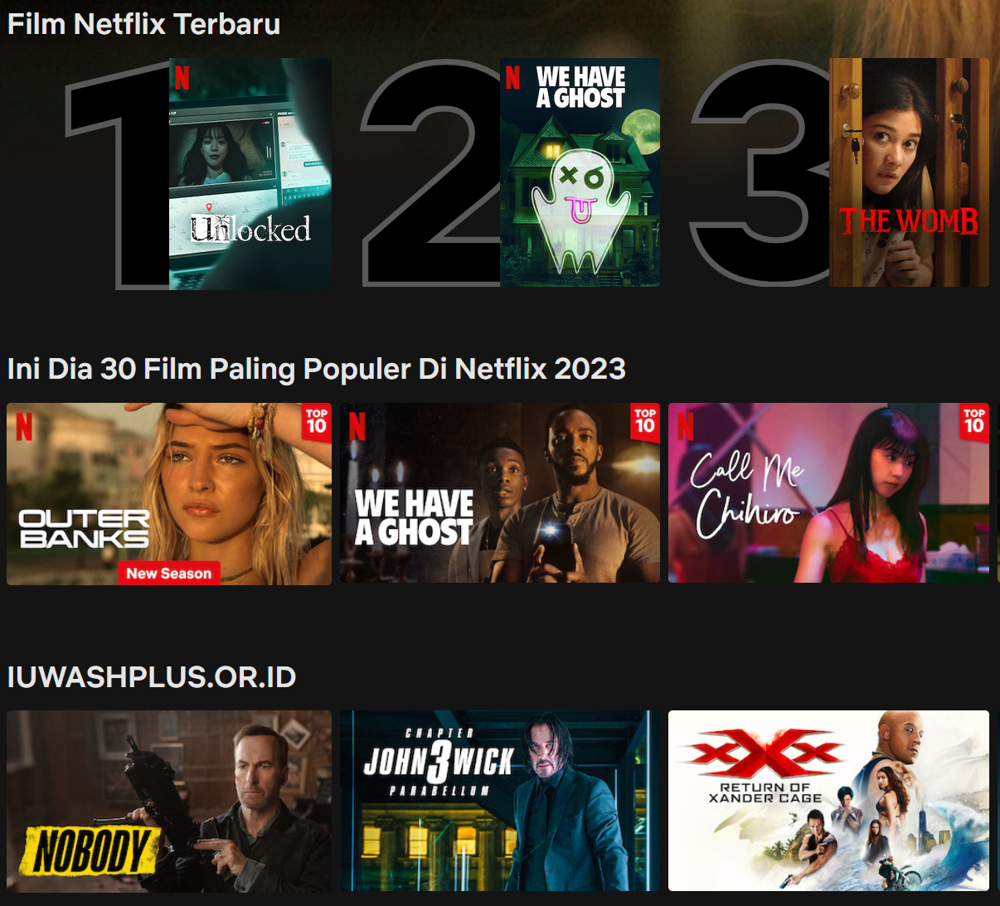 Film Netflix Terbaru
1
N
Unlocked
2
N
WE HAVE
A GHOST
3
THE WOMB
Ini Dia 30 Film Paling Populer Di Netflix 2023
N
TOP
10
OUTER
BANKS
New Season
N
TOP
10
WE HAVE
A GHOST
N
TOP
10
Call Me
Chihiro
IUWASHPLUS.OR.ID
NOBODY
CHAPTER
JOHN 3 WICK
PARABELLUM
xXx
RETURN OF
XANDER CAGE